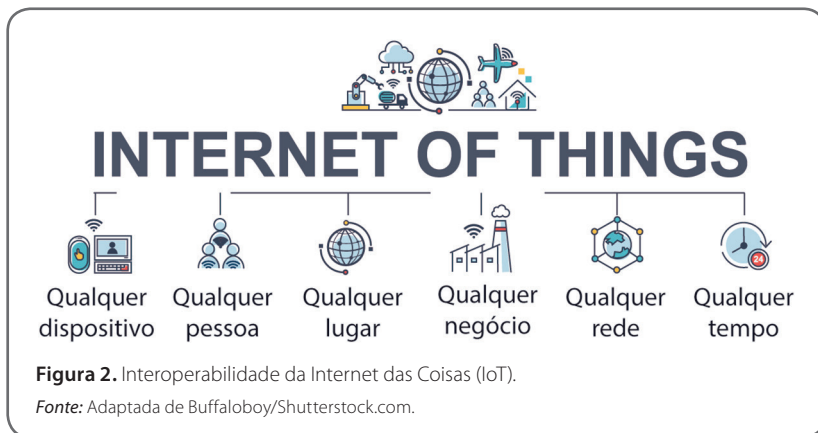 INTERNET OF THINGS
Qualquer dispositivo
Qualquer pessoa
Qualquer lugar
Qualquer negócio
Qualquer rede
24
Qualquer tempo
Figura 2. Interoperabilidade da Internet das Coisas (IoT).
Fonte: Adaptada de Buffaloboy/Shutterstock.com.